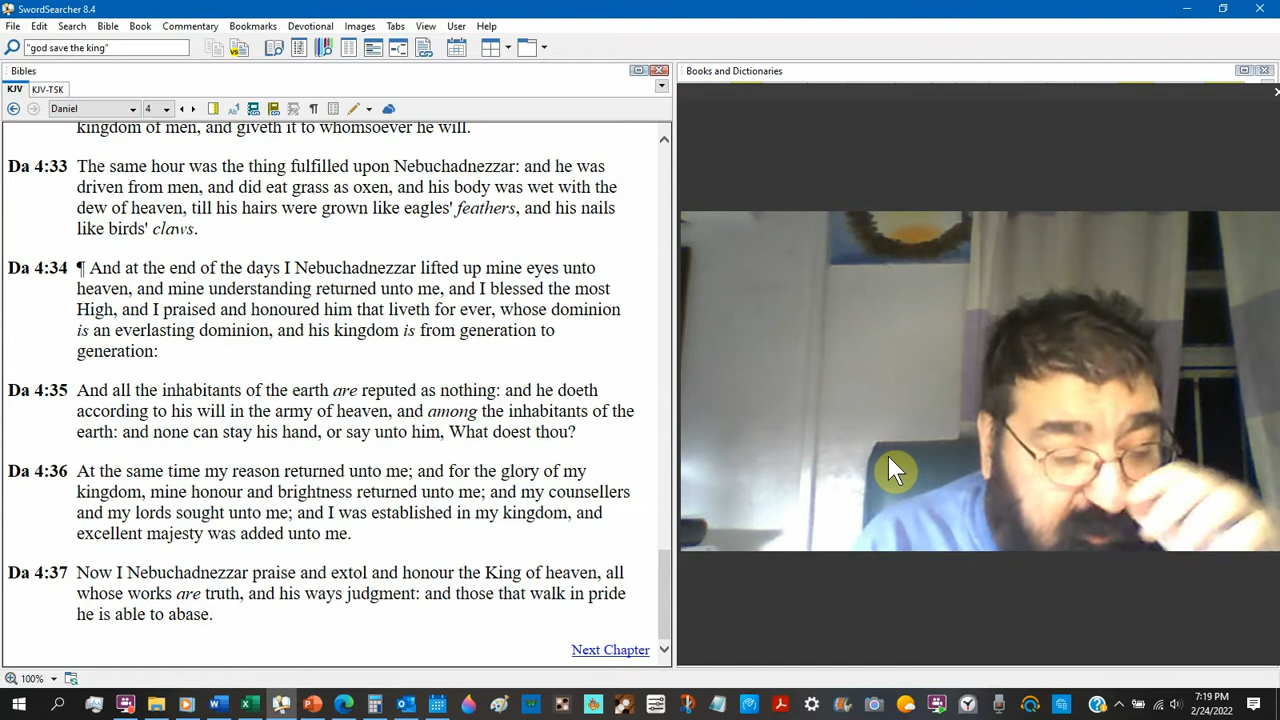 SwordSearcher 8.4
File Edit Search Bible Book Commentary Bookmarks Devotional Images Tabs View User Help
"god save the king"
Bibles
Books and Dictionaries
KJV KJV-TSK
Daniel 4
kingdom of men, and giveth it to whomsoever he will.
Da 4:33 The same hour was the thing fulfilled upon Nebuchadnezzar: and he was
driven from men, and did eat grass as oxen, and his body was wet with the
dew of heaven, till his hairs were grown like eagles' feathers, and his nails
like birds' claws.
Da 4:34 ¶ And at the end of the days I Nebuchadnezzar lifted up mine eyes unto
heaven, and mine understanding returned unto me, and I blessed the most
High, and I praised and honoured him that liveth for ever, whose dominion
is an everlasting dominion, and his kingdom is from generation to
generation:
Da 4:35 And all the inhabitants of the earth are reputed as nothing: and he doeth
according to his will in the army of heaven, and among the inhabitants of the
earth: and none can stay his hand, or say unto him, What doest thou?
Da 4:36 At the same time my reason returned unto me; and for the glory of my
kingdom, mine honour and brightness returned unto me; and my counsellers
and my lords sought unto me; and I was established in my kingdom, and
excellent majesty was added unto me.
Da 4:37 Now I Nebuchadnezzar praise and extol and honour the King of heaven, all
whose works are truth, and his ways judgment: and those that walk in pride
he is able to abase.
Next Chapter
100%
7:19 PM
2/24/2022